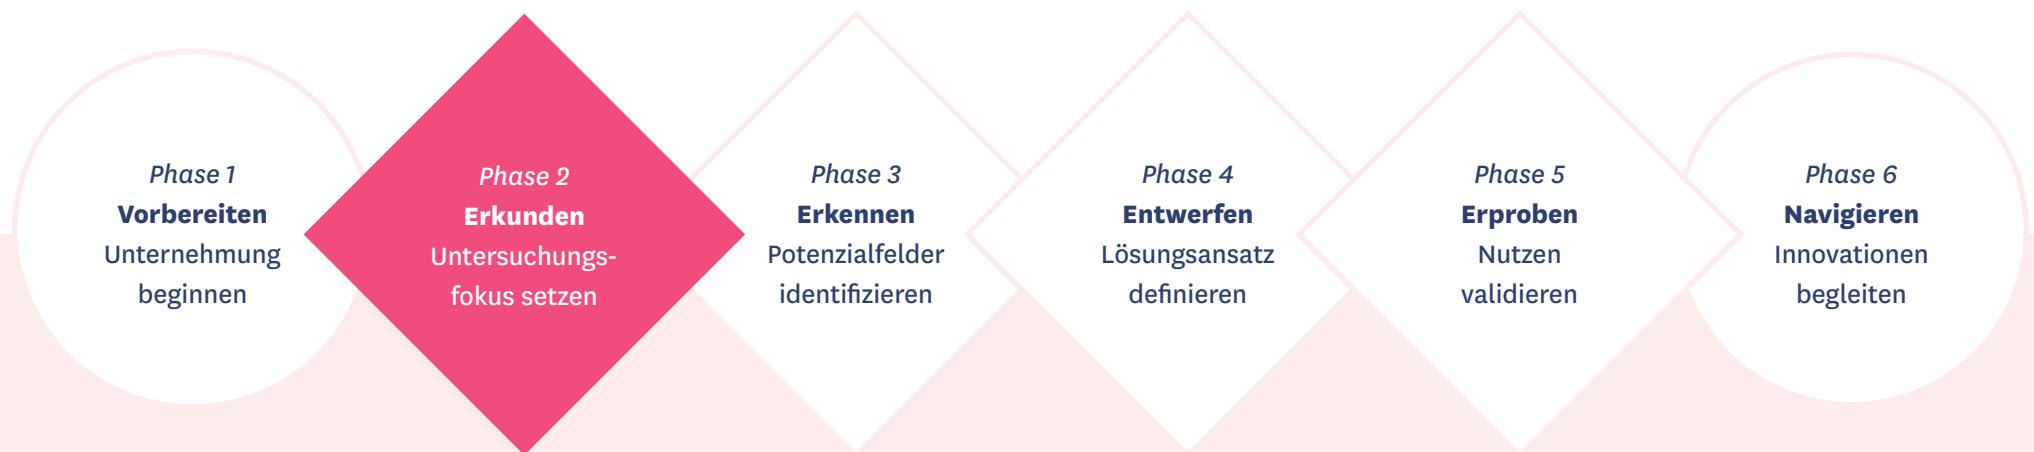 Phase 1
Vorbereiten
Unternehmung
beginnen
Phase 2
Erkunden
Untersuchungs-
fokus setzen
Phase 3
Erkennen
Potenzialfelder
identifizieren
Phase 4
Entwerfen
Lösungsansatz
definieren
Phase 5
Erproben
Nutzen
validieren
Phase 6
Navigieren
Innovationen
begleiten